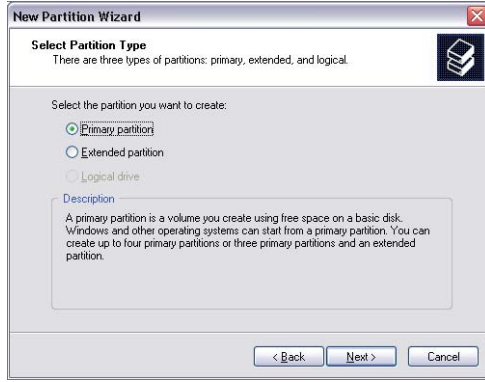 New Partition Wizard
Select Partition Type
There are three types of partitions: primary, extended, and logical.
Select the partition you want to create:
Primary partition
Extended partition
Logical drive
Description
A primary partition is a volume you create using free space on a basic disk.
Windows and other operating systems can start from a primary partition. You can
create up to four primary partitions or three primary partitions and an extended
partition.
< Back
Next >
Cancel